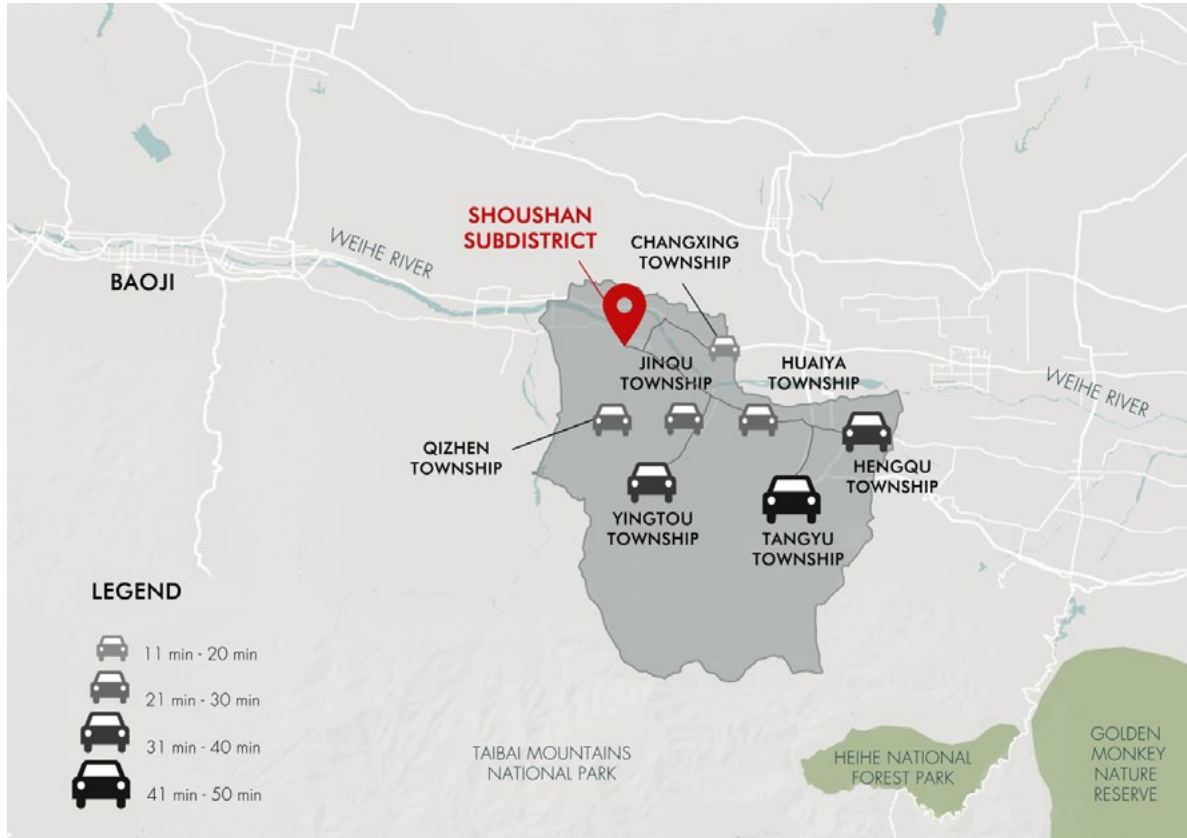 SHOUSHAN
SUBDISTRICT
CHANGXING
TOWNSHIP
WEIHE RIVER
BAOJI
JINQU
TOWNSHIP
HUAIYA
TOWNSHIP
WEIHE RIVER
QIZHEN
TOWNSHIP
HENGQU
TOWNSHIP
YINGTOU
TOWNSHIP
TANGYU
TOWNSHIP
LEGEND
11 min - 20 min
21 min - 30 min
31 min - 40 min
41 min - 50 min
TAIBAI MOUNTAINS
NATIONAL PARK
HEIHE NATIONAL
FOREST PARK
GOLDEN
MONKEY
NATURE
RESERVE